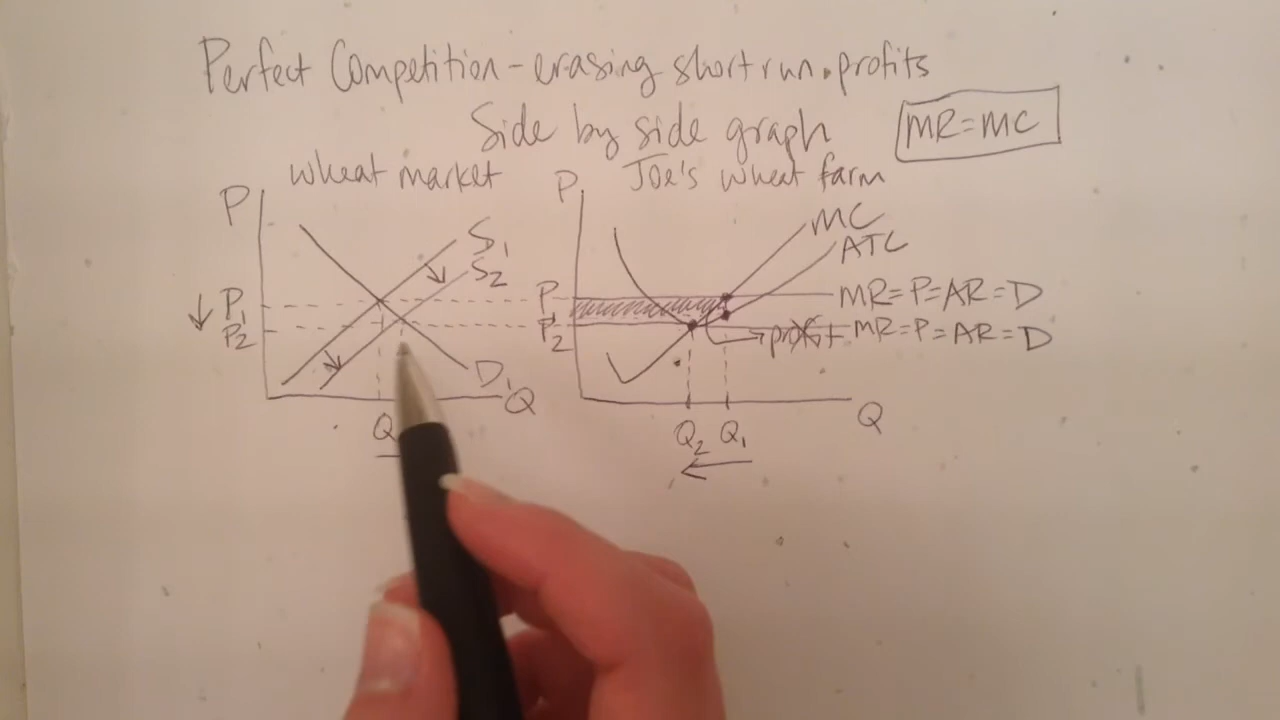 Perfect Competition - erasing short run profits
Side by side graph
MR=MC
wheat market
Joe's wheat farm
P
S1
S2
P1
P2
D1
Q
Q
P
MC
ATC
P1
MR=P=AR=D
P2
profit
MR=P=AR=D
Q2 Q1
Q